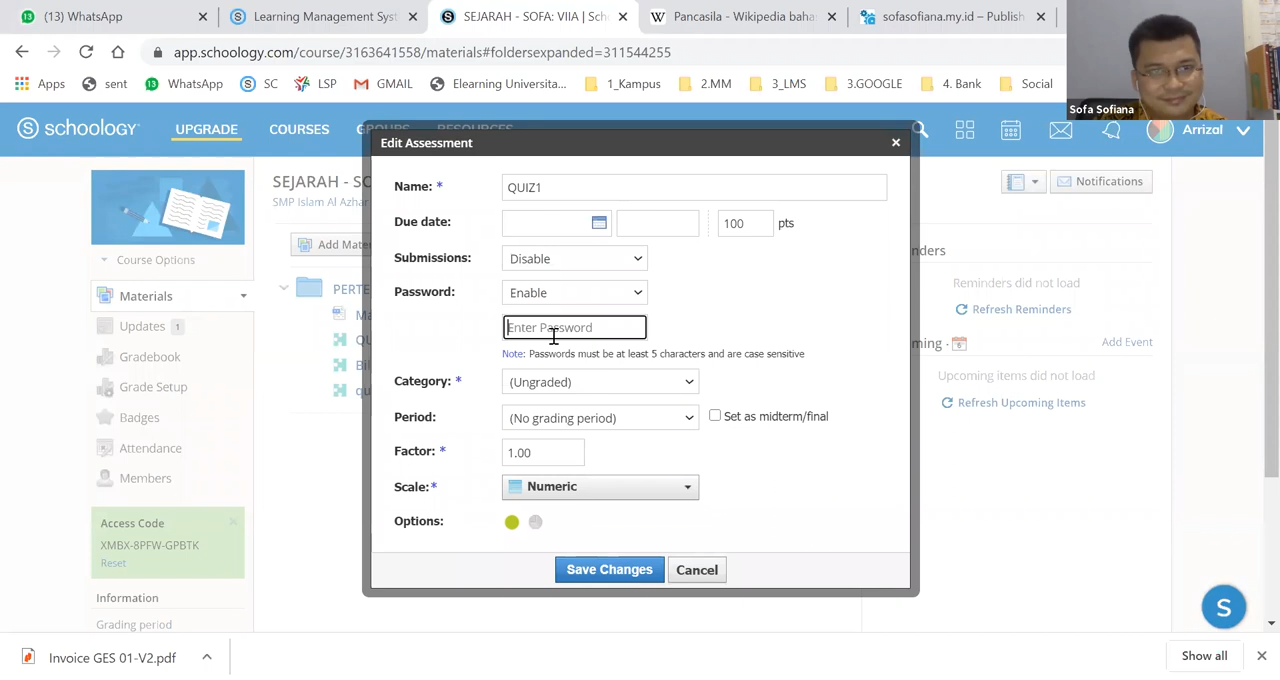 (13) WhatsApp
Learning Management Sys
SEJARAH - SOFA: VIIA | Sch
Pancasila - Wikipedia baha
sofasofiana.my.id – Publish
app.schoology.com/course/3163641558/materials#foldersexpanded=311544255
Apps
sent
WhatsApp
SC
LSP
GMAIL
Elearning Universita...
1_Kampus
2.MM
3_LMS
3.GOOGLE
4. Bank
Social
Sofa Sofiana
schoology
UPGRADE
COURSES
GROUPS
RESOURCES
Arrizal
Edit Assessment
SEJARAH - SO
SMP Islam Al Azhar
Notifications
Add Mater
Course Options
Materials
Updates 1
Gradebook
Grade Setup
Badges
Attendance
Members
Access Code
XMBX-8PFW-GPBTK
Reset
Information
Grading period
PERTE
Ma
QU
Bil
qu
Name: *
QUIZ1
Due date:
100 pts
Submissions:
Disable
Password:
Enable
Enter Password
Note: Passwords must be at least 5 characters and are case sensitive
Category: *
(Ungraded)
Period:
(No grading period)
Set as midterm/final
Factor: *
1.00
Scale:*
Numeric
Options:
Save Changes
Cancel
nders
Reminders did not load
Refresh Reminders
ming ·
Add Event
Upcoming items did not load
Refresh Upcoming Items
S
Invoice GES 01-V2.pdf
Show all